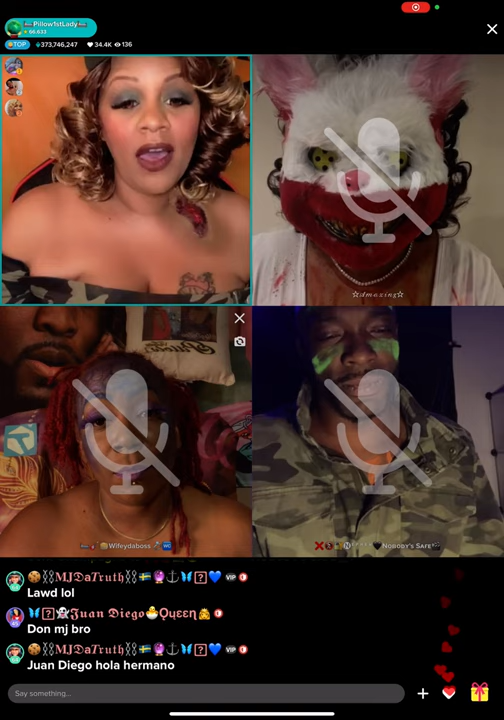 Pillow1stLady
66,633
TOP 373,746,247 34.4K 136
☆𝒹𝓂𝒶𝓏𝒾𝓃𝑔☆
Wifeydaboss
Nobody's Safe
MJDaTruth VIP
Lawd lol
Juan Diego Queen
Don mj bro
MJDaTruth VIP
Juan Diego hola hermano
Say something...